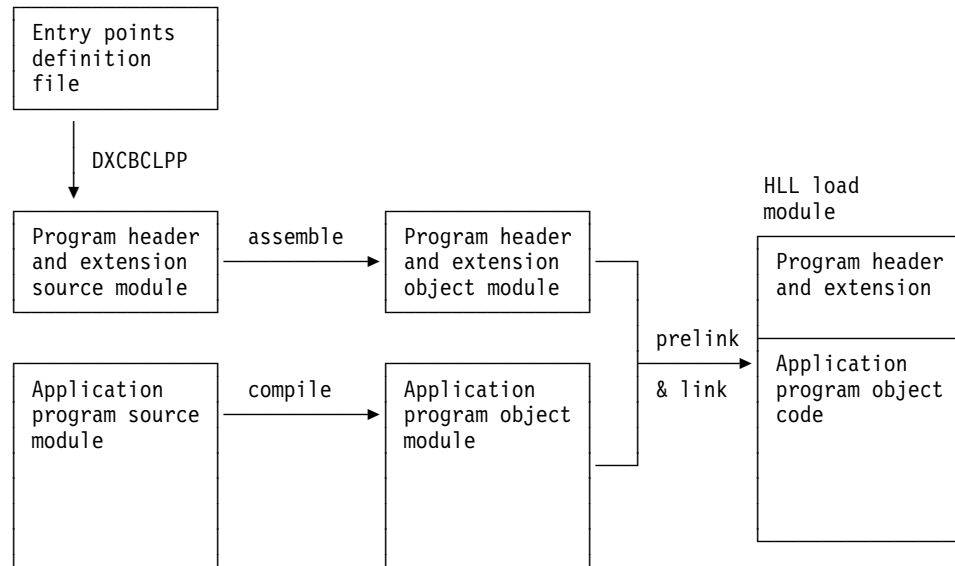 Entry points
definition
file
DXCBCLPP
HLL load
module
Program header
and extension
source module
assemble
Program header
and extension
object module
Program header
and extension
prelink
& link
Application
program source
module
compile
Application
program object
module
Application
program object
code